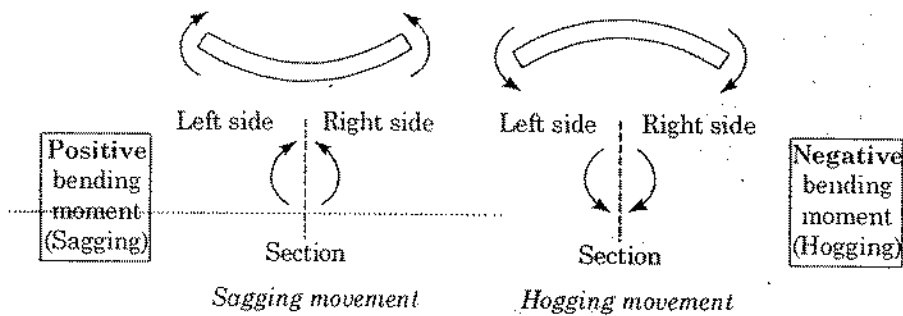 Left side Right side Left side Right side
Positive
bending
moment
(Sagging)
Negative
bending
moment
(Hogging)
Section Section
Sagging movement Hogging movement